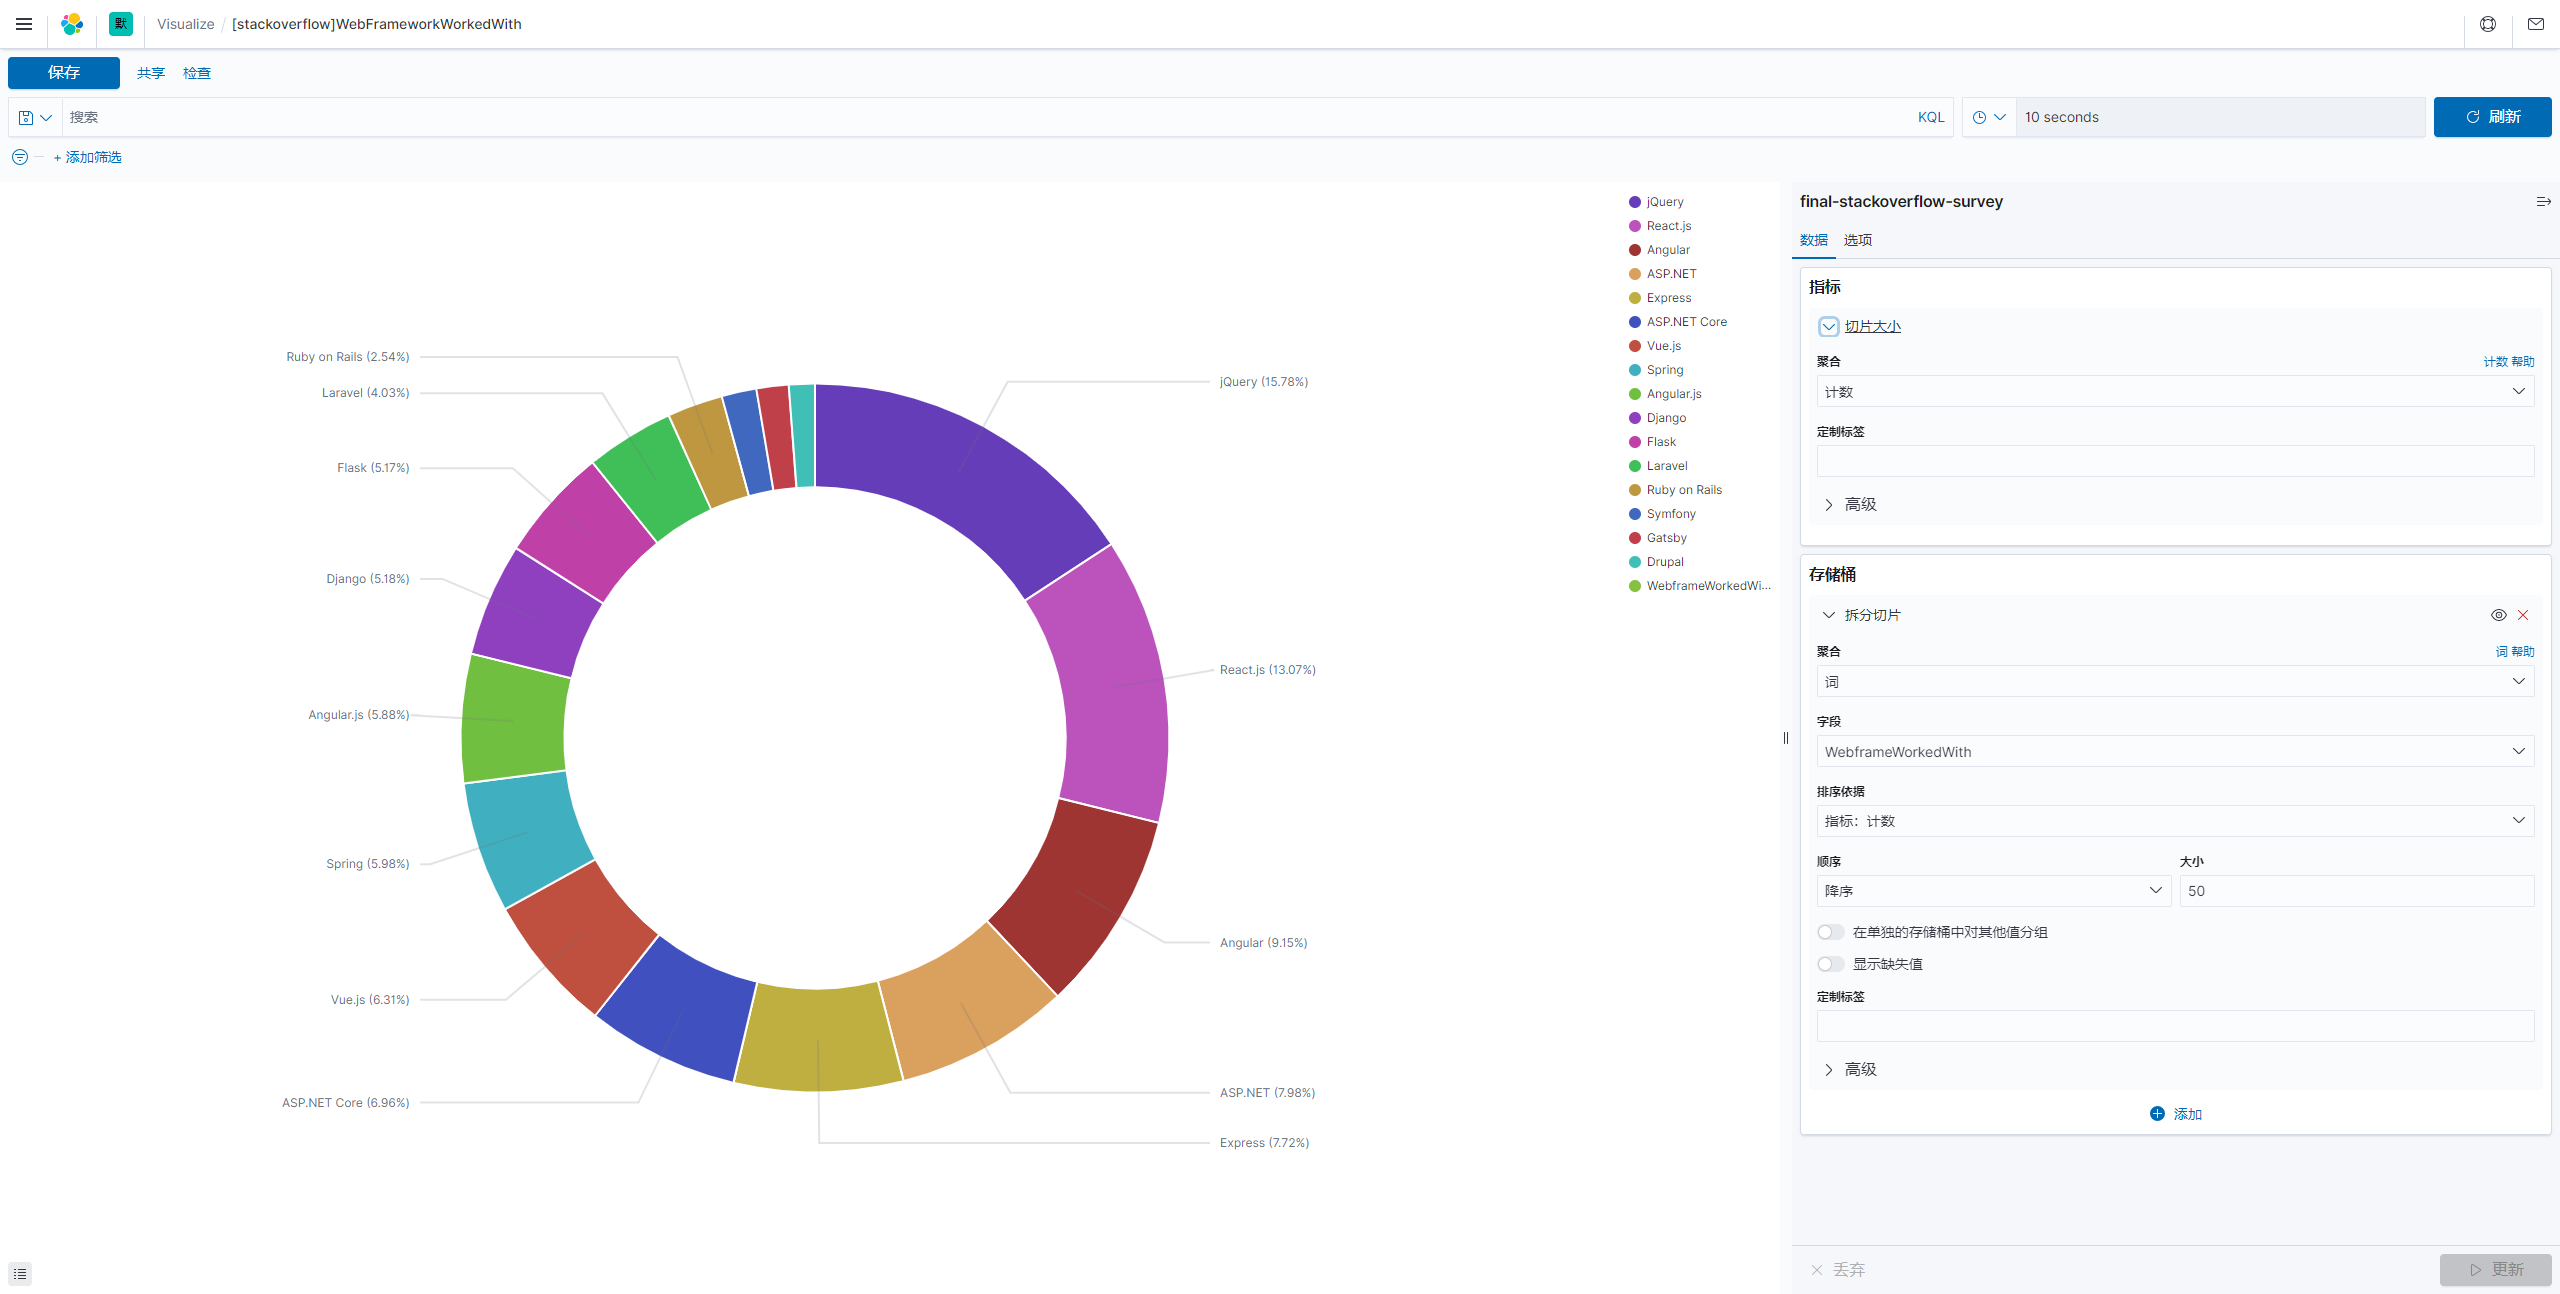 默
Visualize / [stackoverflow]WebFrameworkWorkedWith
保存 共享 检查
搜索 KQL 10 seconds 刷新
+ 添加筛选
Ruby on Rails (2.54%)
Laravel (4.03%)
Flask (5.17%)
Django (5.18%)
Angular.js (5.88%)
Spring (5.98%)
Vue.js (6.31%)
ASP.NET Core (6.96%)
jQuery (15.78%)
React.js (13.07%)
Angular (9.15%)
ASP.NET (7.98%)
Express (7.72%)
jQuery
React.js
Angular
ASP.NET
Express
ASP.NET Core
Vue.js
Spring
Angular.js
Django
Flask
Laravel
Ruby on Rails
Symfony
Gatsby
Drupal
WebframeWorkedWi...
final-stackoverflow-survey
数据 选项
指标
切片大小
聚合 计数 帮助
计数
定制标签
高级
存储桶
拆分切片
聚合 词 帮助
词
字段
WebframeWorkedWith
排序依据
指标：计数
顺序 大小
降序 50
在单独的存储桶中对其他值分组
显示缺失值
定制标签
高级
添加
丢弃 更新